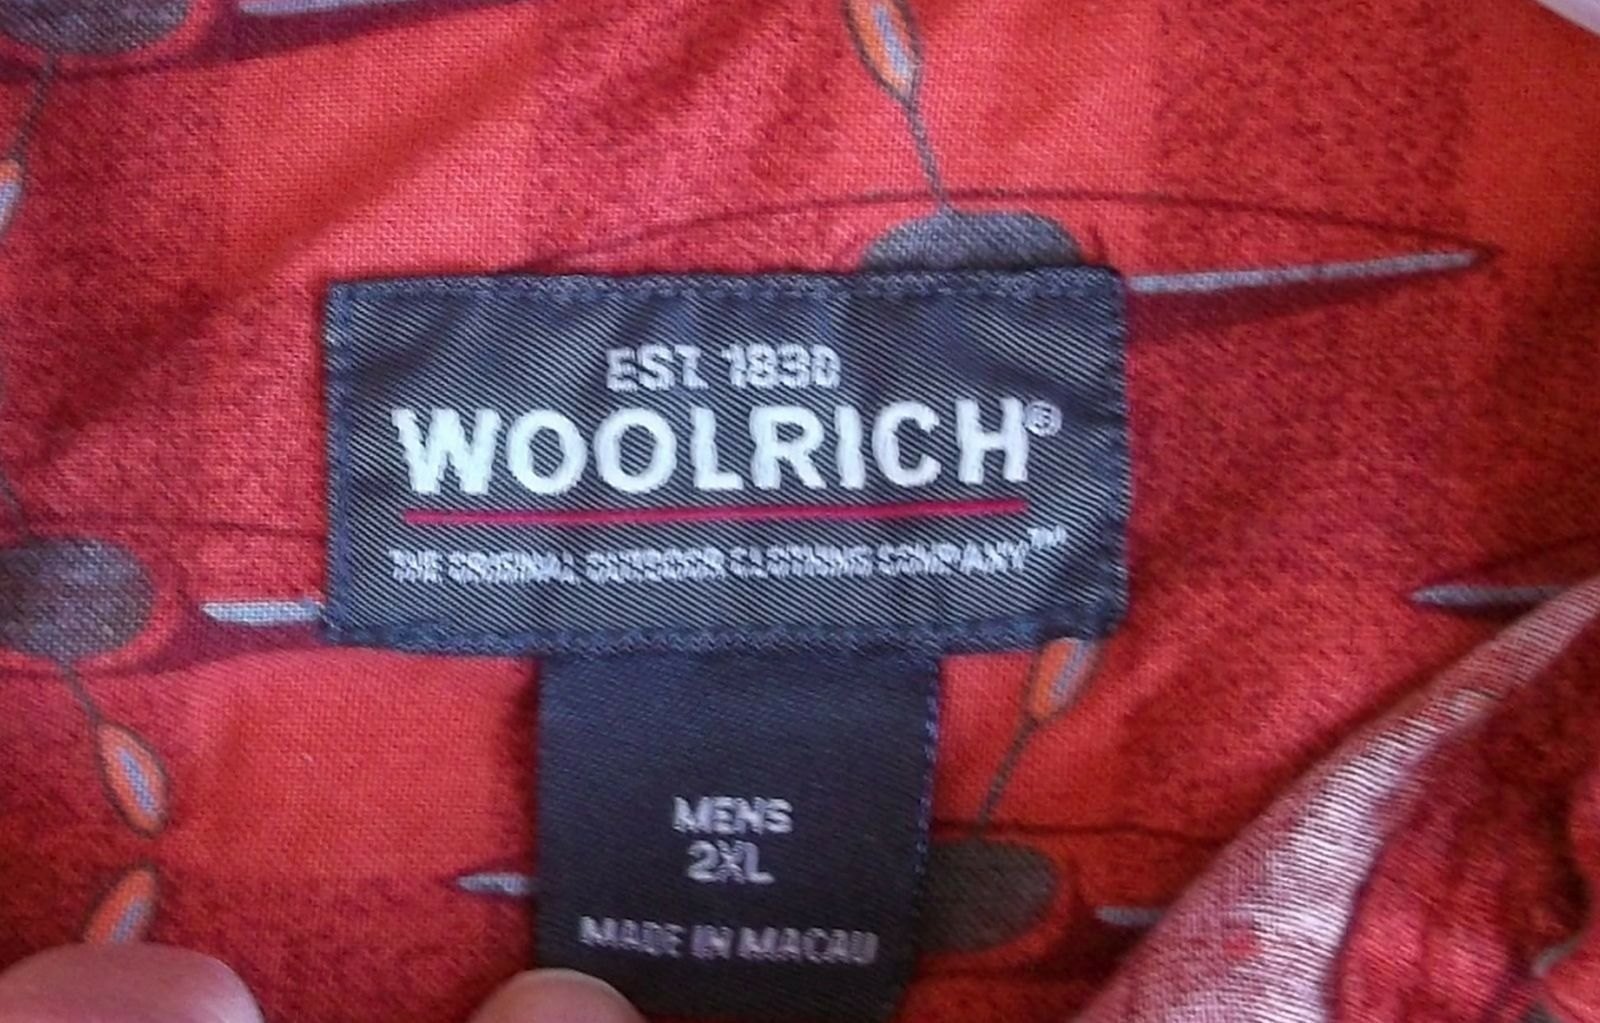 EST. 1830
WOOLRICH®
THE ORIGINAL OUTDOOR CLOTHING COMPANY™
MENS
2XL
MADE IN MACAU